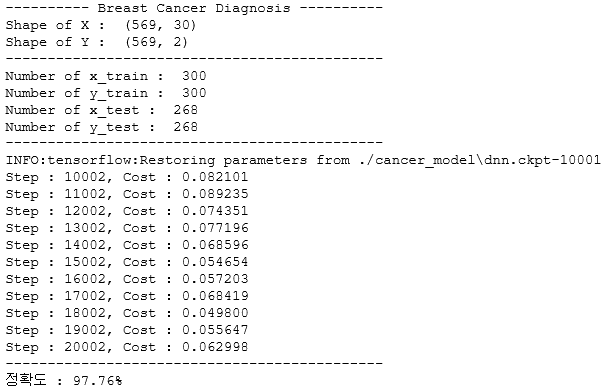 ---------- Breast Cancer Diagnosis ----------
Shape of X :  (569, 30)
Shape of Y :  (569, 2)
----------------------------------------------
Number of x_train :  300
Number of y_train :  300
Number of x_test :  268
Number of y_test :  268
----------------------------------------------
INFO:tensorflow:Restoring parameters from ./cancer_model\dnn.ckpt-10001
Step : 10002, Cost : 0.082101
Step : 11002, Cost : 0.089235
Step : 12002, Cost : 0.074351
Step : 13002, Cost : 0.077196
Step : 14002, Cost : 0.068596
Step : 15002, Cost : 0.054654
Step : 16002, Cost : 0.057203
Step : 17002, Cost : 0.068419
Step : 18002, Cost : 0.049800
Step : 19002, Cost : 0.055647
Step : 20002, Cost : 0.062998
----------------------------------------------
정확도 : 97.76%